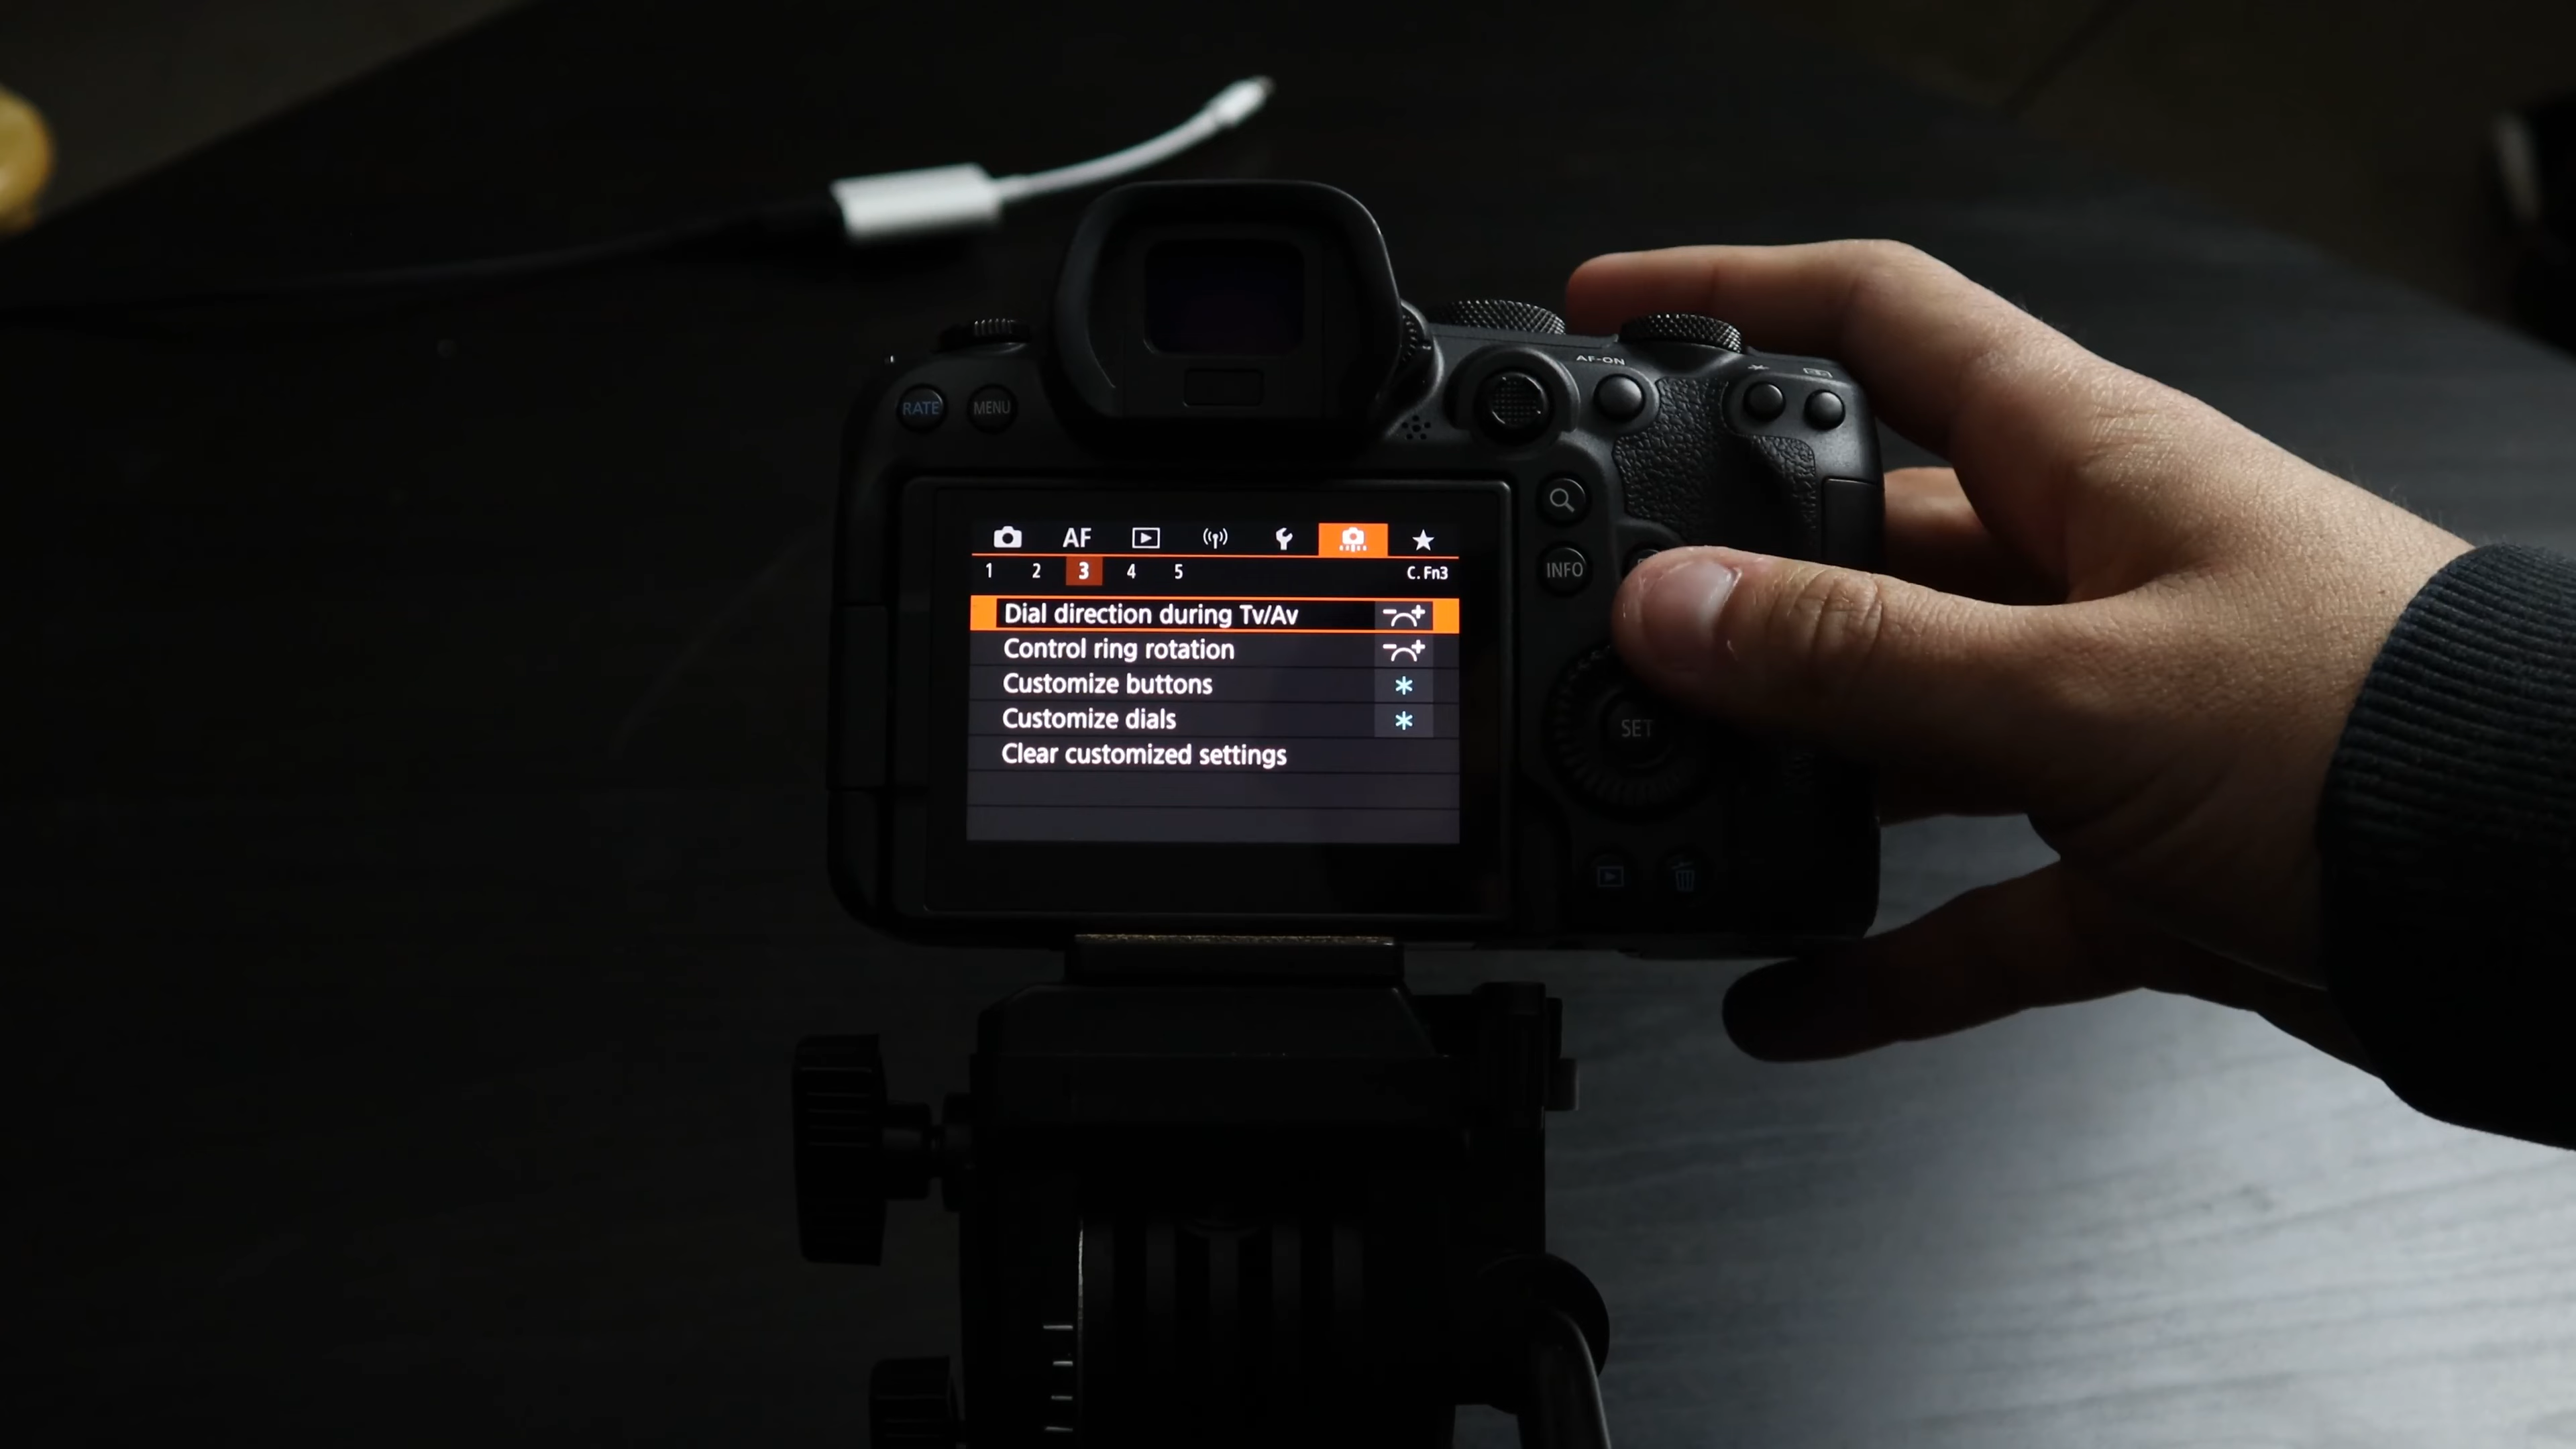 AF-ON
RATE
MENU
AF
1 2 3 4 5 C.Fn3
Dial direction during Tv/Av
Control ring rotation
Customize buttons
Customize dials
Clear customized settings
INFO
SET